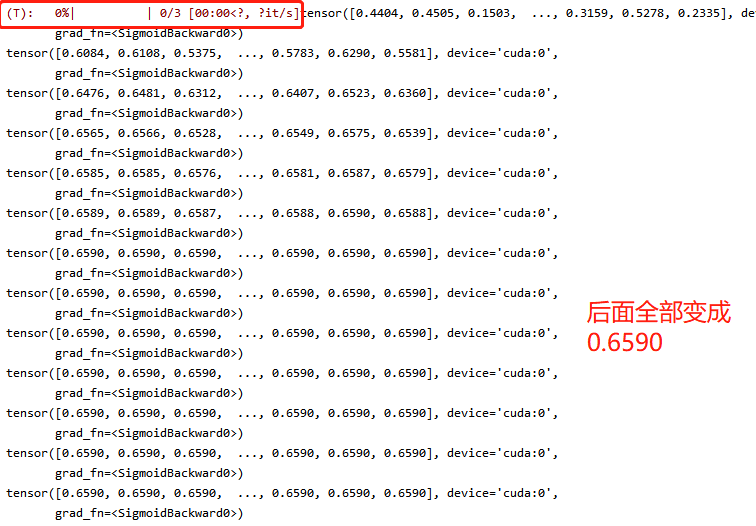 (T):   0%|          | 0/3 [00:00<?, ?it/s]tensor([0.4404, 0.4505, 0.1503,  ..., 0.3159, 0.5278, 0.2335], de
       grad_fn=<SigmoidBackward0>)
tensor([0.6084, 0.6108, 0.5375,  ..., 0.5783, 0.6290, 0.5581], device='cuda:0',
       grad_fn=<SigmoidBackward0>)
tensor([0.6476, 0.6481, 0.6312,  ..., 0.6407, 0.6523, 0.6360], device='cuda:0',
       grad_fn=<SigmoidBackward0>)
tensor([0.6565, 0.6566, 0.6528,  ..., 0.6549, 0.6575, 0.6539], device='cuda:0',
       grad_fn=<SigmoidBackward0>)
tensor([0.6585, 0.6585, 0.6576,  ..., 0.6581, 0.6587, 0.6579], device='cuda:0',
       grad_fn=<SigmoidBackward0>)
tensor([0.6589, 0.6589, 0.6587,  ..., 0.6588, 0.6590, 0.6588], device='cuda:0',
       grad_fn=<SigmoidBackward0>)
tensor([0.6590, 0.6590, 0.6590,  ..., 0.6590, 0.6590, 0.6590], device='cuda:0',
       grad_fn=<SigmoidBackward0>)
tensor([0.6590, 0.6590, 0.6590,  ..., 0.6590, 0.6590, 0.6590], device='cuda:0',
       grad_fn=<SigmoidBackward0>)
tensor([0.6590, 0.6590, 0.6590,  ..., 0.6590, 0.6590, 0.6590], device='cuda:0',
       grad_fn=<SigmoidBackward0>)
tensor([0.6590, 0.6590, 0.6590,  ..., 0.6590, 0.6590, 0.6590], device='cuda:0',
       grad_fn=<SigmoidBackward0>)
tensor([0.6590, 0.6590, 0.6590,  ..., 0.6590, 0.6590, 0.6590], device='cuda:0',
       grad_fn=<SigmoidBackward0>)
tensor([0.6590, 0.6590, 0.6590,  ..., 0.6590, 0.6590, 0.6590], device='cuda:0',
       grad_fn=<SigmoidBackward0>)
tensor([0.6590, 0.6590, 0.6590,  ..., 0.6590, 0.6590, 0.6590], device='cuda:0',
       grad_fn=<SigmoidBackward0>)
后面全部变成
0.6590